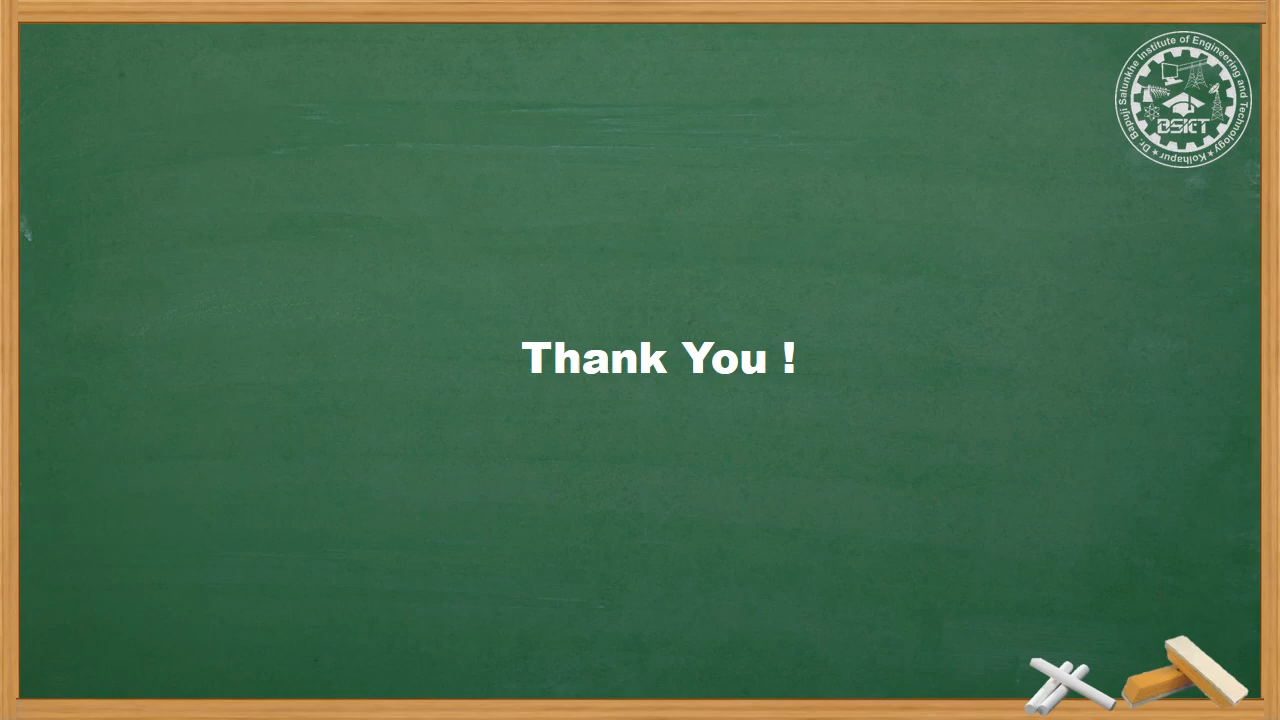 Dr Bapuji Salunkhe Institute of Engineering and Technology ★ Kolhapur ★
BSIET
Thank You !